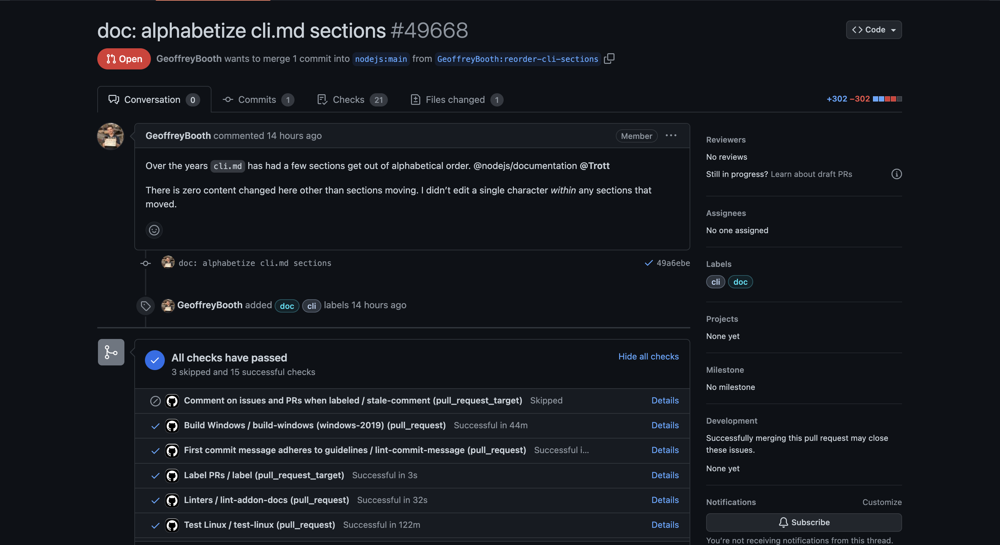 doc: alphabetize cli.md sections #49668
Code
Open GeoffreyBooth wants to merge 1 commit into nodejs:main from GeoffreyBooth:reorder-cli-sections
Conversation 0 Commits 1 Checks 21 Files changed 1
+302 −302
GeoffreyBooth commented 14 hours ago Member
Over the years cli.md has had a few sections get out of alphabetical order. @nodejs/documentation @Trott
There is zero content changed here other than sections moving. I didn’t edit a single character within any sections that
moved.
doc: alphabetize cli.md sections 49a6ebe
GeoffreyBooth added doc cli labels 14 hours ago
All checks have passed
Hide all checks
3 skipped and 15 successful checks
Comment on issues and PRs when labeled / stale-comment (pull_request_target) Skipped Details
Build Windows / build-windows (windows-2019) (pull_request) Successful in 44m Details
First commit message adheres to guidelines / lint-commit-message (pull_request) Successful i... Details
Label PRs / label (pull_request_target) Successful in 3s Details
Linters / lint-addon-docs (pull_request) Successful in 32s Details
Test Linux / test-linux (pull_request) Successful in 122m Details
Reviewers
No reviews
Still in progress? Learn about draft PRs
Assignees
No one assigned
Labels
cli doc
Projects
None yet
Milestone
No milestone
Development
Successfully merging this pull request may close
these issues.
None yet
Notifications Customize
Subscribe
You’re not receiving notifications from this thread.